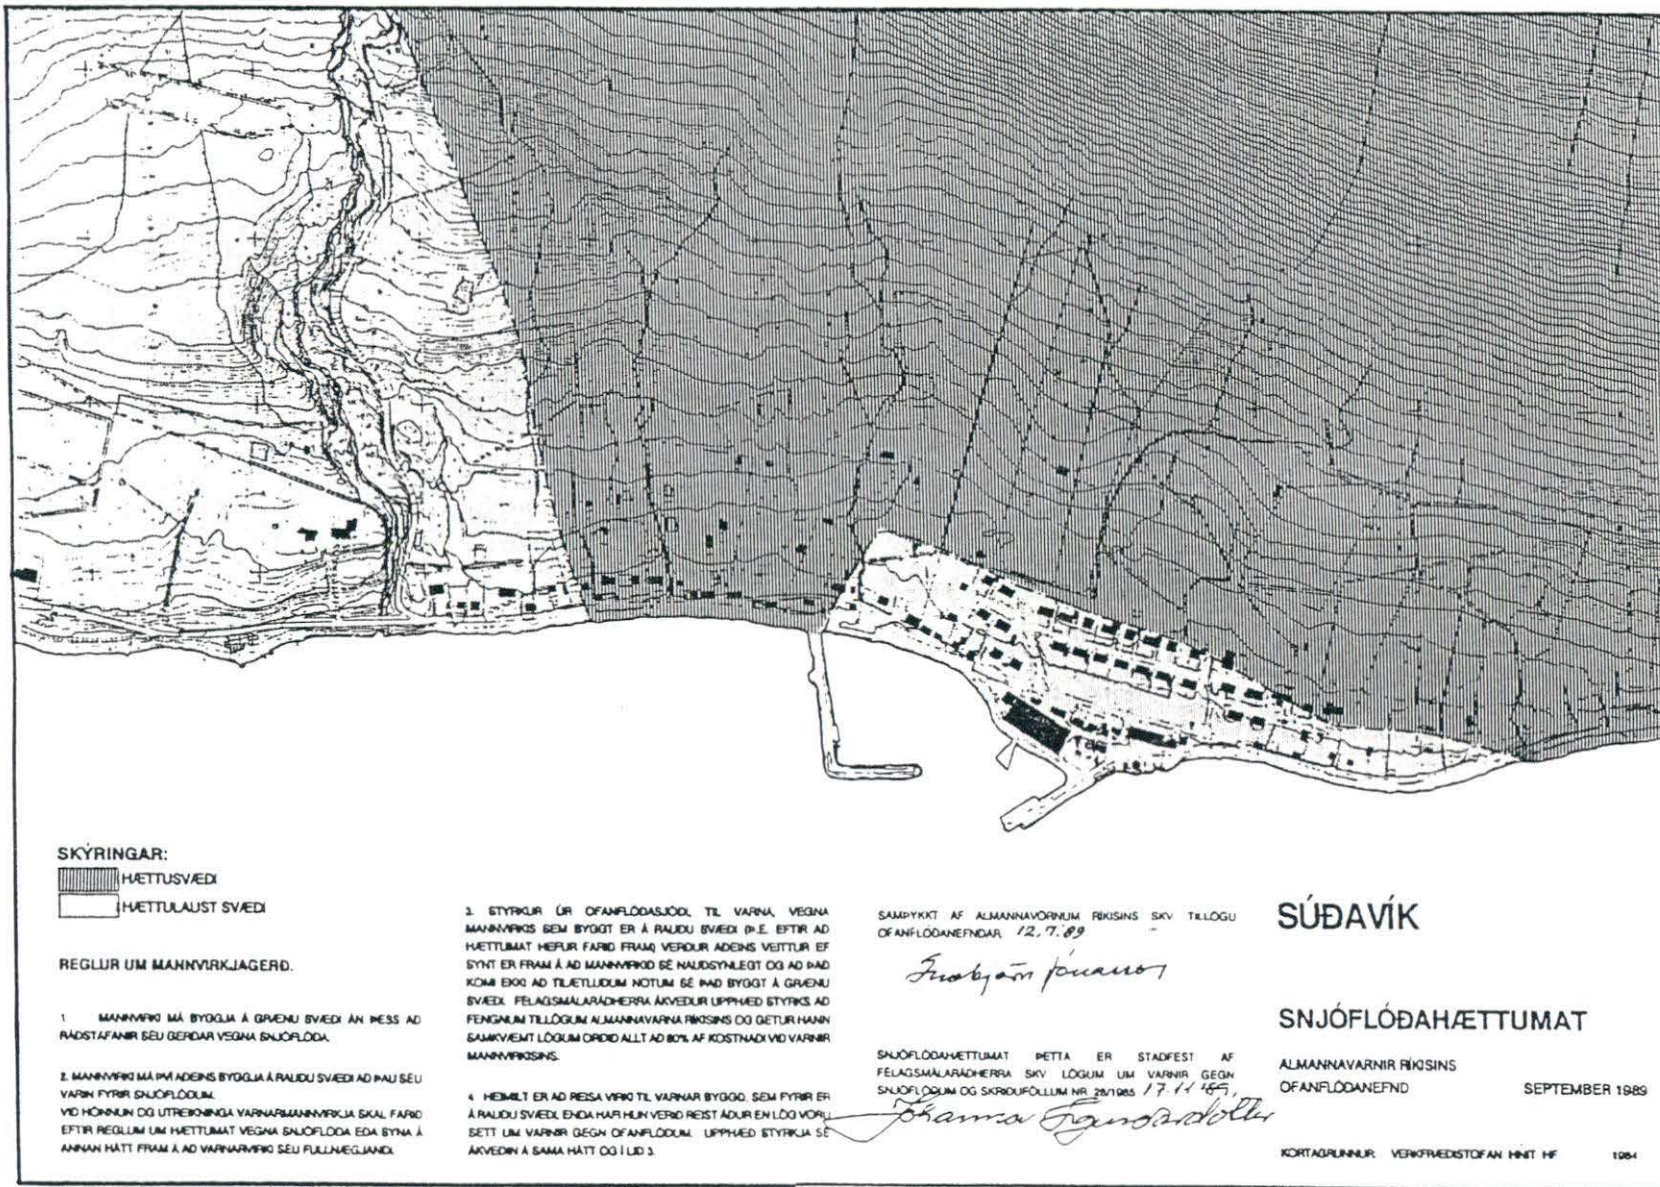 SKÝRINGAR:
HÆTTUSVÆÐI
HÆTTULAUST SVÆÐI
REGLUR UM MANNVIRKJAGERÐ.
1 MANNVIRKI MÁ BYGGJA Á GRÆNU SVÆÐI ÁN ÞESS AÐ
RÁÐSTAFANIR SÉU GERÐAR VEGNA SNJÓFLÓÐA.
2. MANNVIRKI MÁ ÞVÍ AÐEINS BYGGJA Á RAUÐU SVÆÐI AÐ ÞAU SÉU
VARIN FYRIR SNJÓFLÓÐUM.
VIÐ HÖNNUN OG ÚTREIKNINGA VARNARMANNVIRKJA SKAL FARIÐ
EFTIR REGLUM UM HÆTTUMAT VEGNA SNJÓFLÓÐA EÐA SÝNA Á
ANNAN HÁTT FRAM Á AÐ VARNARVIRKI SÉU FULLNÆGJANDI.
3. STYRKUR ÚR OFANFLÓÐASJÓÐI, TIL VARNA, VEGNA
MANNVIRKIS SEM BYGGT ER Á RAUÐU SVÆÐI (Þ.E. EFTIR AÐ
HÆTTUMAT HEFUR FARIÐ FRAM) VERÐUR AÐEINS VEITTUR EF
SÝNT ER FRAM Á AÐ MANNVIRKIÐ SÉ NAUÐSYNLEGT OG AÐ ÞAÐ
KOMI EKKI AÐ TILÆTLUÐUM NOTUM SÉ ÞAÐ BYGGT Á GRÆNU
SVÆÐI. FÉLAGSMÁLARÁÐHERRA ÁKVEÐUR UPPHÆÐ STYRKS AÐ
FENGNUM TILLÖGUM ALMANNAVARNA RÍKISINS OG GETUR HANN
SAMKVÆMT LÖGUM ORÐIÐ ALLT AÐ 80% AF KOSTNAÐI VIÐ VARNIR
MANNVIRKISINS.
4 HEIMILT ER AÐ REISA VIRKI TIL VARNAR BYGGÐ, SEM FYRIR ER
Á RAUÐU SVÆÐI, ENDA HAFI HÚN VERIÐ REIST ÁÐUR EN LÖG VORU
SETT UM VARNIR GEGN OFANFLÓÐUM. UPPHÆÐ STYRKJA SÉ
ÁKVEÐIN Á SAMA HÁTT OG Í LIÐ 3.
SAMÞYKKT AF ALMANNAVÖRNUM RÍKISINS SKV TILLÖGU
OFANFLÓÐANEFNDAR 12.7.89
SNJÓFLÓÐAHÆTTUMAT ÞETTA ER STAÐFEST AF
FÉLAGSMÁLARÁÐHERRA SKV LÖGUM UM VARNIR GEGN
SNJÓFLÓÐUM OG SKRIÐUFÖLLUM NR 28/1985 17.11 '89,
Jóhanna Sigurðardóttir
SÚÐAVÍK
SNJÓFLÓÐAHÆTTUMAT
ALMANNAVARNIR RÍKISINS
OFANFLÓÐANEFND SEPTEMBER 1989
KORTAGRUNNUR: VERKFRÆÐISTOFAN HNIT HF 1984